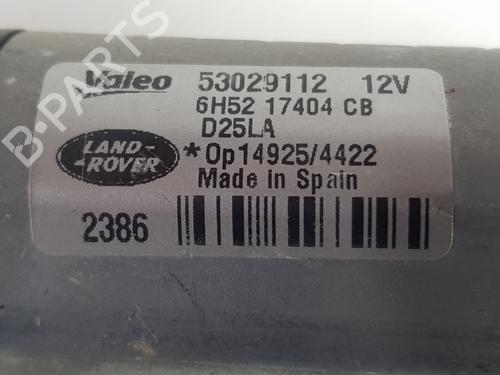 B-PARTS
Valeo 53029112 12V
6H52 17404 CB
D25LA
LAND-
-ROVER
*Op14925/4422
Made in Spain
2386